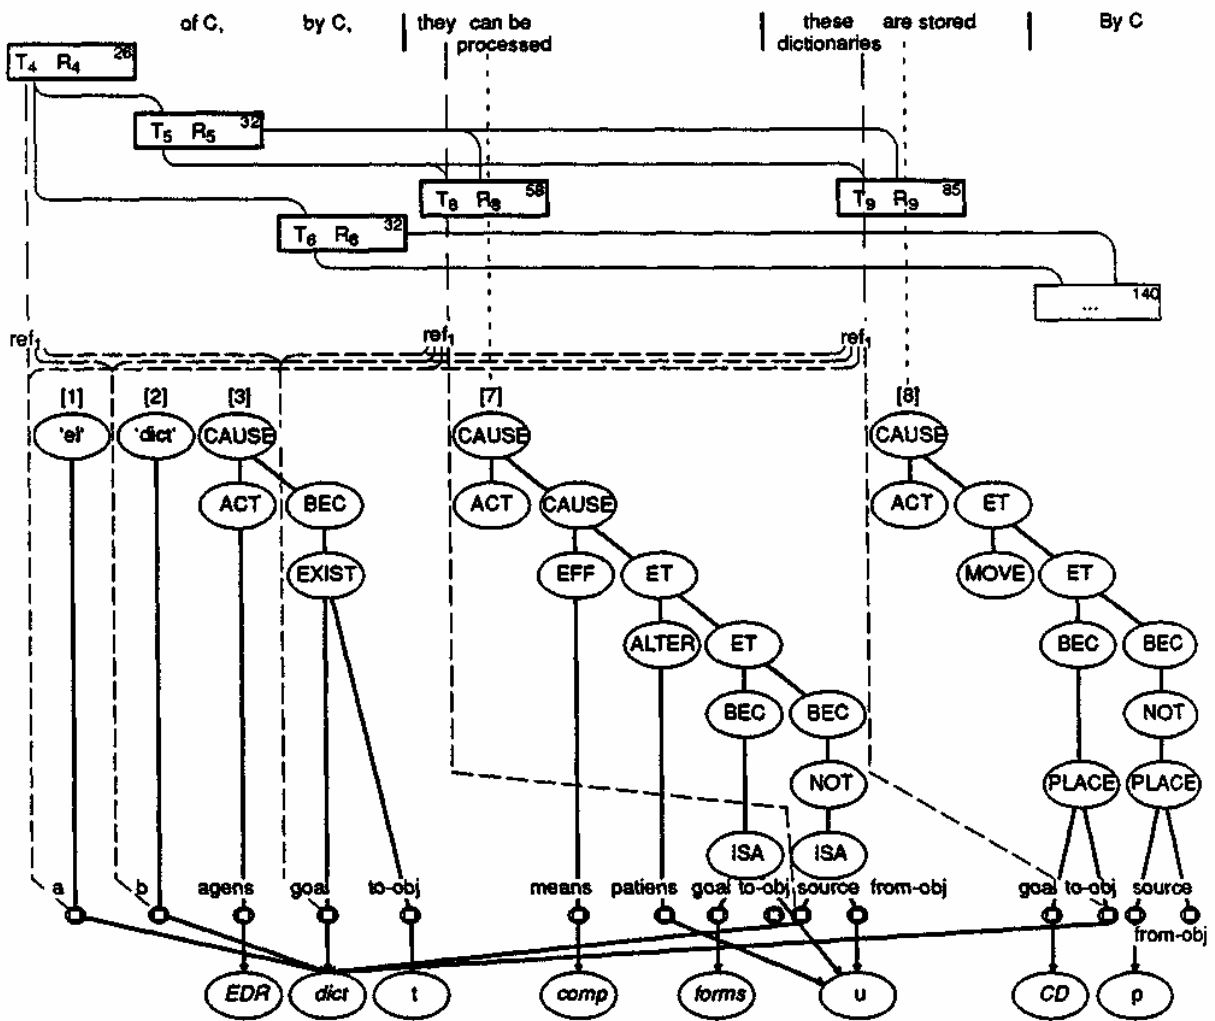 of C, by C, they can be these are stored By C
processed dictionaries
T4 R4 26
T5 R5 32
T8 R8 58 T9 R9 85
T6 R6 32
... 140
ref1 ref1 ref1
[1] [2] [3] [7] [8]
'el' 'dict' CAUSE CAUSE CAUSE
ACT BEC ACT CAUSE ACT ET
EXIST EFF ET MOVE ET
ALTER ET BEC BEC
BEC BEC NOT
NOT PLACE PLACE
ISA ISA
a b agens goal to-obj means patiens goal to-obj source from-obj goal to-obj source
from-obj
EDR dict t comp forms u CD p